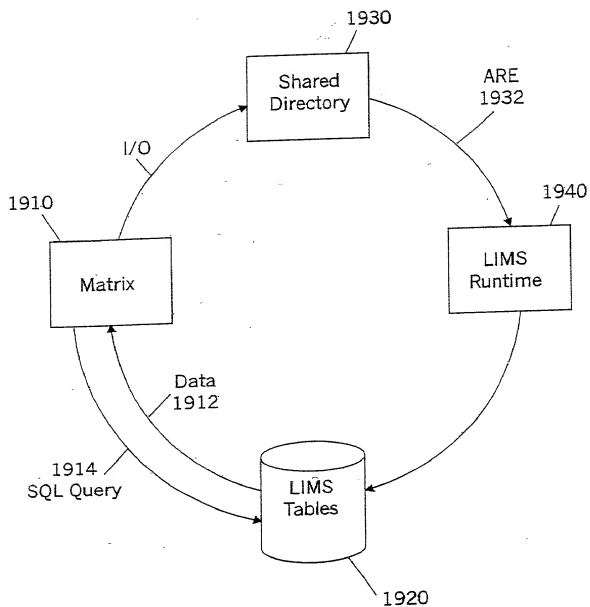 1930
Shared
Directory
ARE
1932
I/O
1910
1940
Matrix
LIMS
Runtime
Data
1912
1914
SQL Query
LIMS
Tables
1920